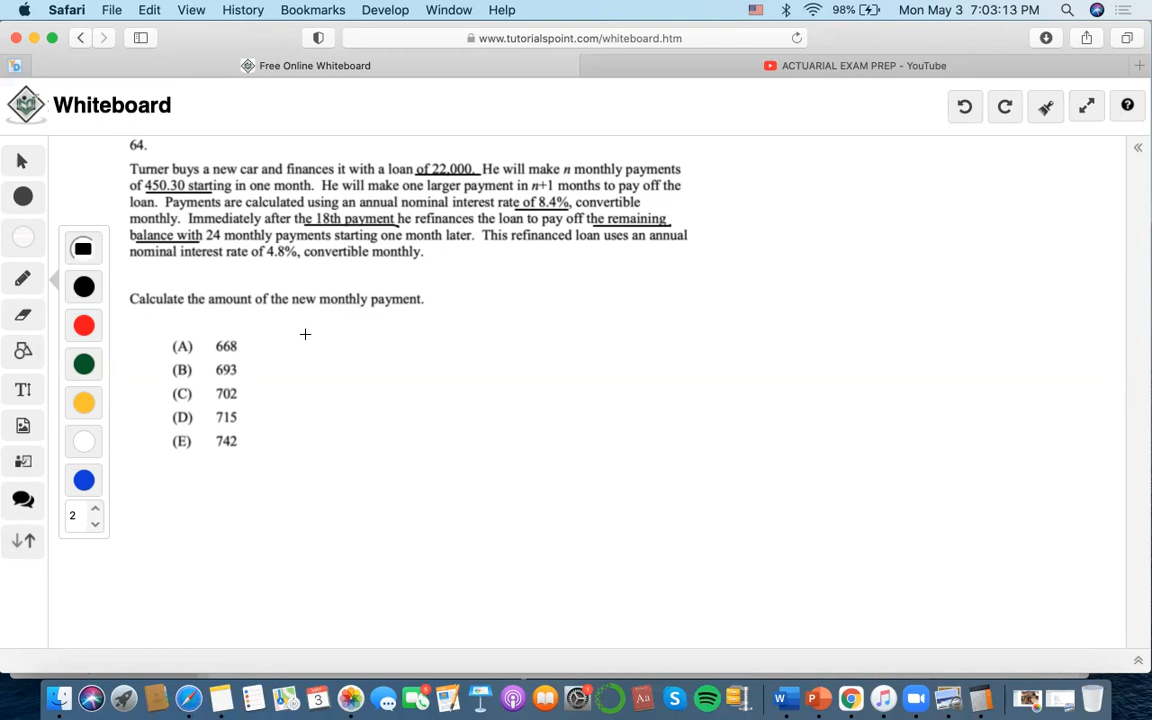 Safari File Edit View History Bookmarks Develop Window Help 98% Mon May 3 7:03:13 PM
www.tutorialspoint.com/whiteboard.htm
Free Online Whiteboard ACTUARIAL EXAM PREP - YouTube
Whiteboard
64.
Turner buys a new car and finances it with a loan of 22,000. He will make n monthly payments
of 450.30 starting in one month. He will make one larger payment in n+1 months to pay off the
loan. Payments are calculated using an annual nominal interest rate of 8.4%, convertible
monthly. Immediately after the 18th payment he refinances the loan to pay off the remaining
balance with 24 monthly payments starting one month later. This refinanced loan uses an annual
nominal interest rate of 4.8%, convertible monthly.
Calculate the amount of the new monthly payment.
(A) 668
(B) 693
(C) 702
(D) 715
(E) 742
2